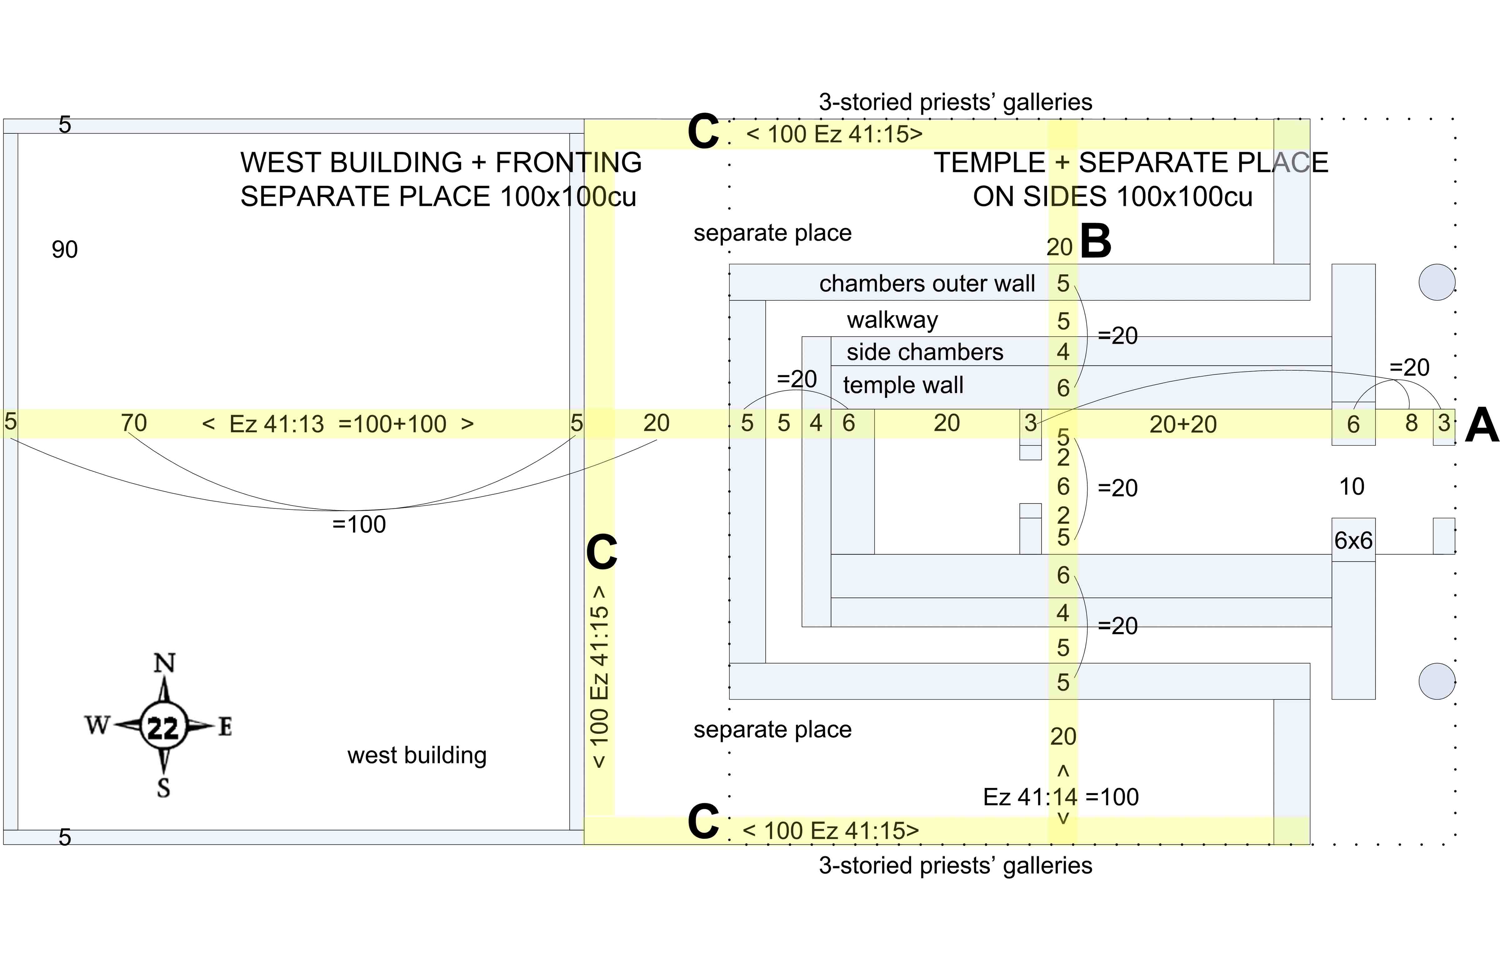 3-storied priests’ galleries
5
C < 100 Ez 41:15>
WEST BUILDING + FRONTING
SEPARATE PLACE 100x100cu
TEMPLE + SEPARATE PLACE
ON SIDES 100x100cu
90
separate place
20 B
chambers outer wall 5
walkway 5
=20
side chambers 4
temple wall 6
=20
=20
5 70 < Ez 41:13 =100+100 > 5 20 5 5 4 6 20 3 20+20 6 8 3 A
5
2
6 =20
2
5
10
6x6
=100
C
< 100 Ez 41:15 >
6
4
=20
5
5
N
W 22 E
S
west building
separate place
20
^
Ez 41:14 =100
v
C < 100 Ez 41:15>
5
3-storied priests’ galleries